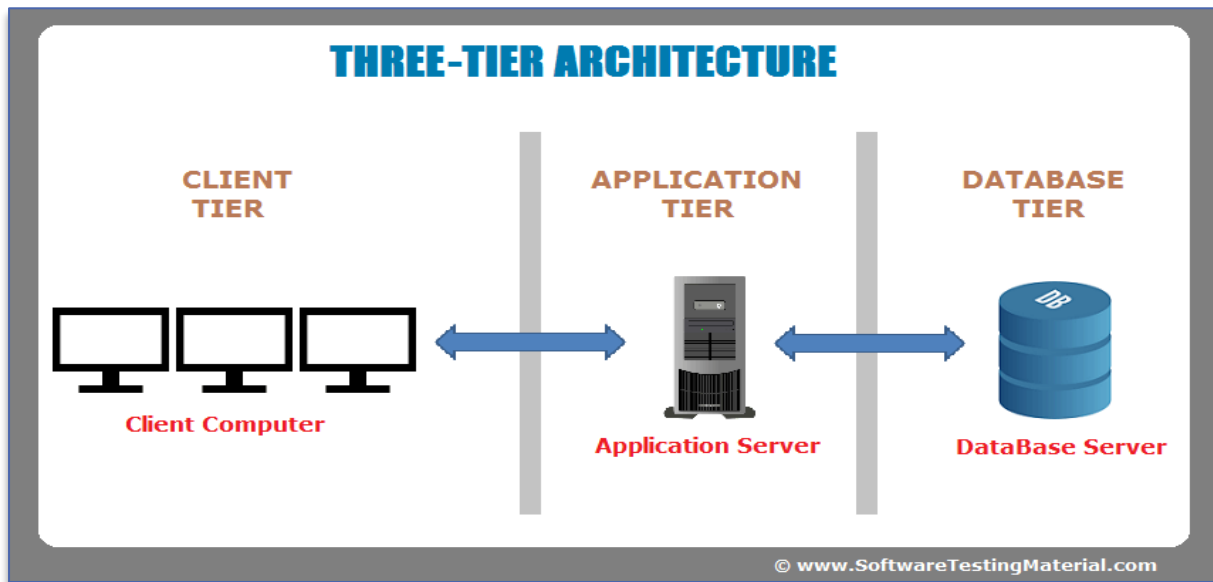 THREE-TIER ARCHITECTURE
CLIENT
TIER
APPLICATION
TIER
DATABASE
TIER
DB
Client Computer
Application Server
DataBase Server
© www.SoftwareTestingMaterial.com